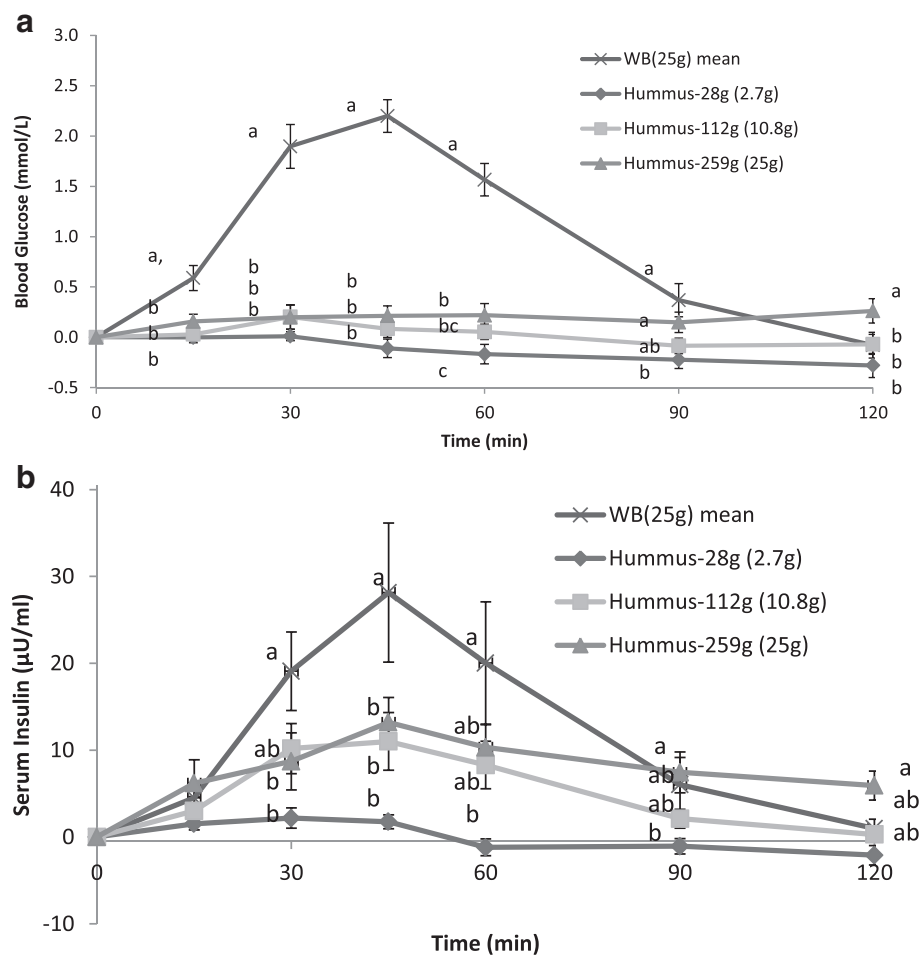 a
3.0
2.5
2.0
1.5
1.0
0.5
0.0
-0.5
Blood Glucose (mmol/L)
WB(25g) mean
Hummus-28g (2.7g)
Hummus-112g (10.8g)
Hummus-259g (25g)
a,
b
b
b
a
b
b
b
a
b
b
b
a
b
bc
c
a
a
ab
b
a
b
b
b
0
30
60
90
120
Time (min)
b
40
30
20
10
0
-10
Serum Insulin (µU/ml)
WB(25g) mean
Hummus-28g (2.7g)
Hummus-112g (10.8g)
Hummus-259g (25g)
a
ab
b
b
a
b
b
b
a
ab
ab
b
a
ab
ab
b
a
ab
ab
0
30
60
90
120
Time (min)